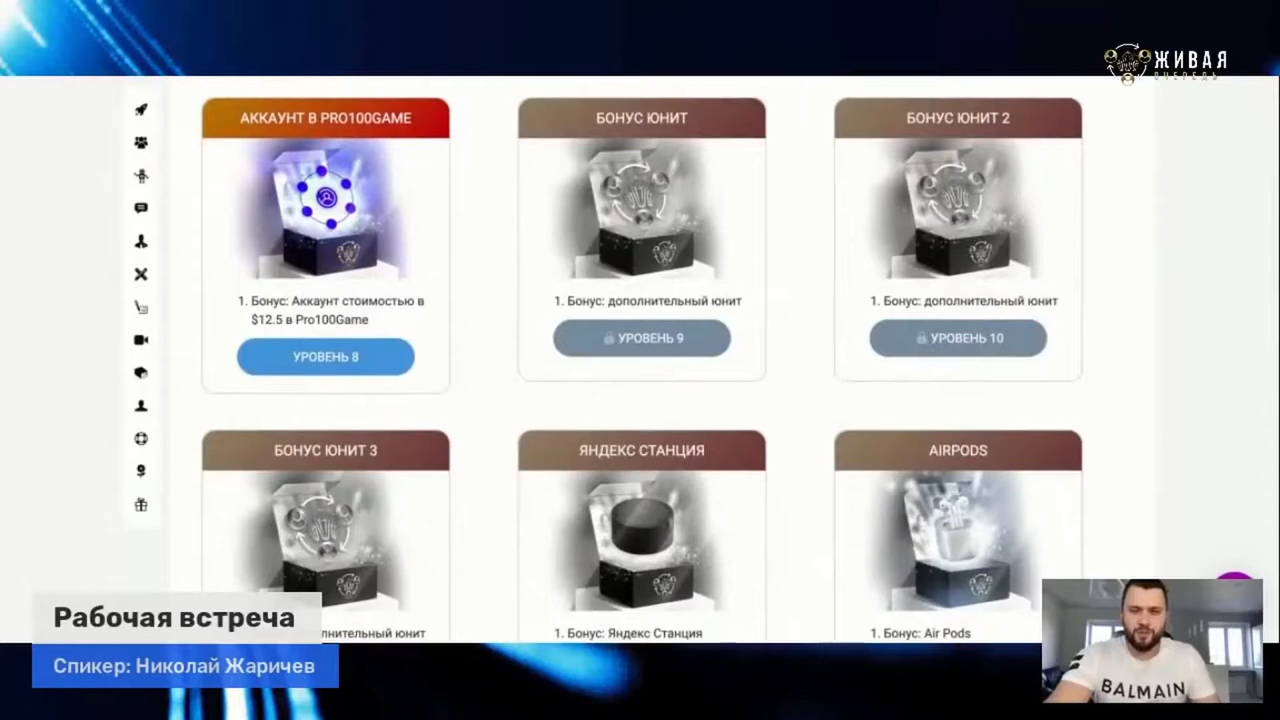 ЖИВАЯ
ОЧЕРЕДЬ
АККАУНТ В PRO100GAME
БОНУС ЮНИТ
БОНУС ЮНИТ 2
1. Бонус: Аккаунт стоимостью в
$12.5 в Pro100Game
УРОВЕНЬ 8
1. Бонус: дополнительный юнит
УРОВЕНЬ 9
1. Бонус: дополнительный юнит
УРОВЕНЬ 10
БОНУС ЮНИТ 3
ЯНДЕКС СТАНЦИЯ
AIRPODS
нительный юнит
1. Бонус: Яндекс Станция
1. Бонус: Air Pods
Рабочая встреча
Спикер: Николай Жаричев
BALMAIN